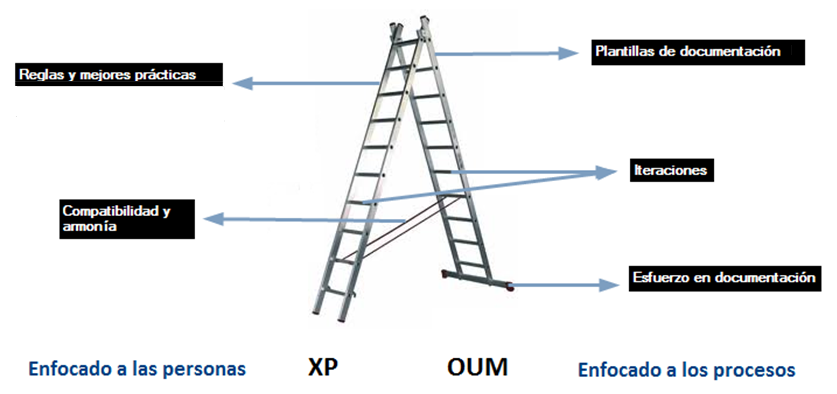 Plantillas de documentación
Reglas y mejores prácticas
Iteraciones
Compatibilidad y
armonía
Esfuerzo en documentación
Enfocado a las personas
XP
OUM
Enfocado a los procesos